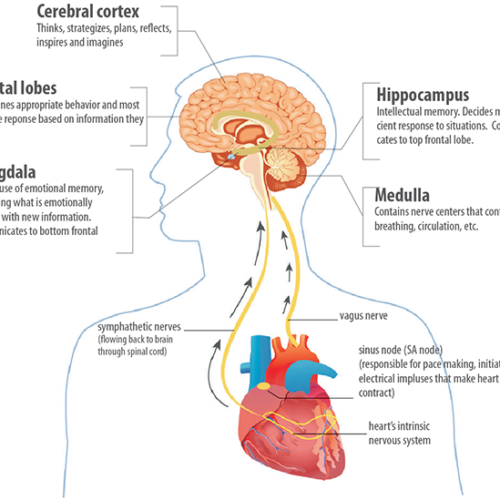 Cerebral cortex
Thinks, strategizes, plans, reflects,
inspires and imagines
tal lobes
nes appropriate behavior and most
e reponse based on information they
gdala
use of emotional memory,
ing what is emotionally
with new information.
nicates to bottom frontal
Hippocampus
Intellectual memory. Decides m
cient response to situations. Co
cates to top frontal lobe.
Medulla
Contains nerve centers that con
breathing, circulation, etc.
symphathetic nerves
(flowing back to brain
through spinal cord)
vagus nerve
sinus node (SA node)
(responsible for pace making, initiat
electrical impluses that make heart
contract)
heart's intrinsic
nervous system